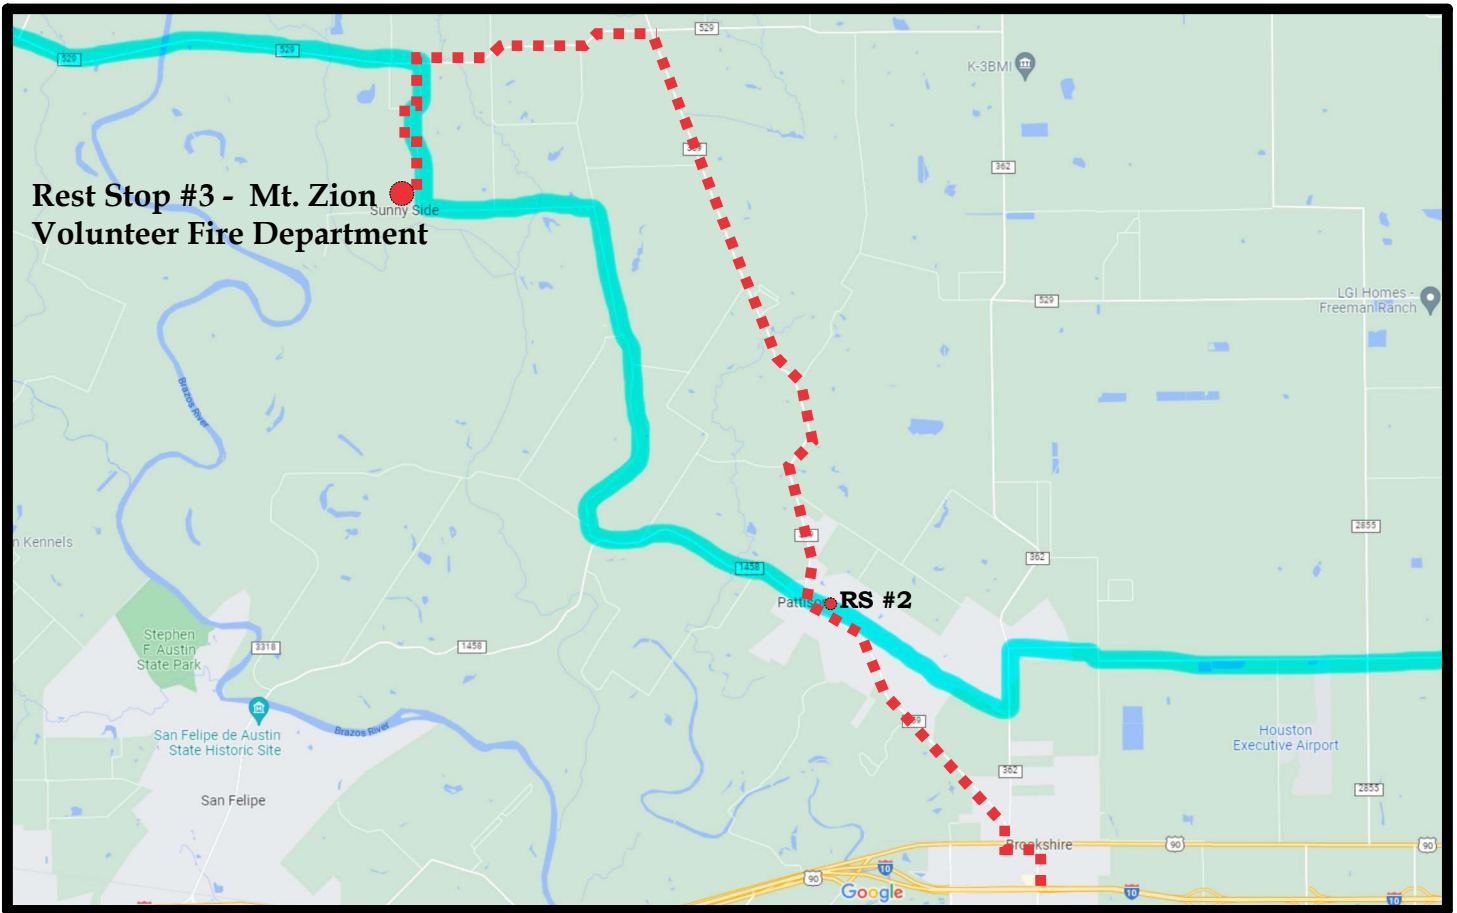 529
529
529
K-3BMI
362
Rest Stop #3 - Mt. Zion
Volunteer Fire Department
Sunny Side
529
LGI Homes -
Freeman Ranch
Brazos River
2855
n Kennels
362
1458
Pattiso
RS #2
Stephen
F. Austin
State Park
3318
1458
San Felipe de Austin
State Historic Site
Brazos River
Houston
Executive Airport
362
2855
San Felipe
Brookshire
90
90
90
10
10
10
Google